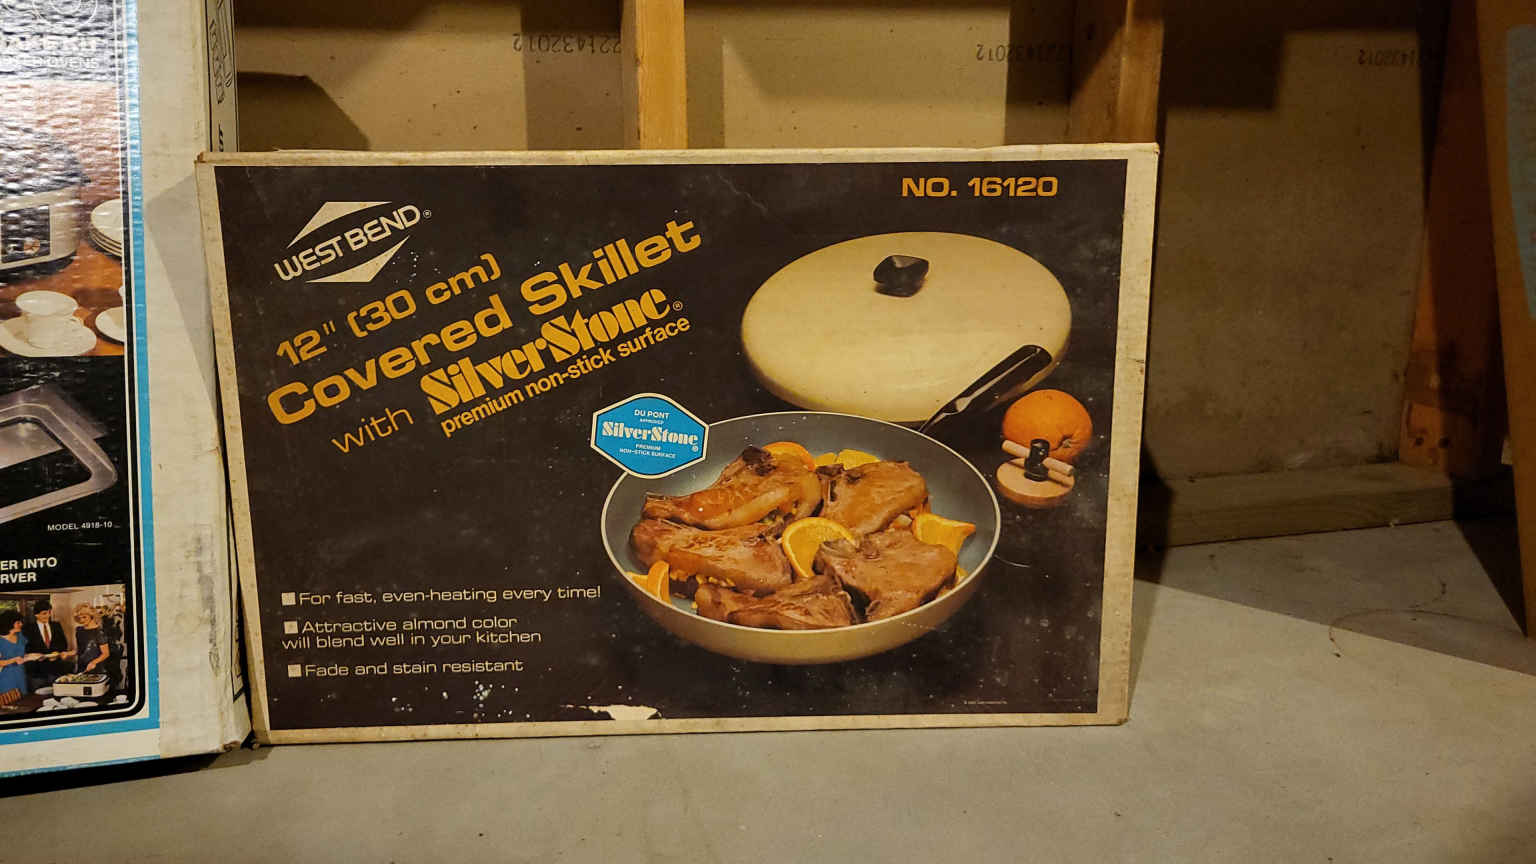 NO. 16120
WEST BEND®
12" (30 cm)
Covered Skillet
with SilverStone®
premium non-stick surface
DU PONT
APPROVED
SilverStone®
PREMIUM
NON-STICK SURFACE
For fast, even-heating every time!
Attractive almond color
will blend well in your kitchen
Fade and stain resistant
MODEL 4918-10
ER INTO
RVER
OVENS